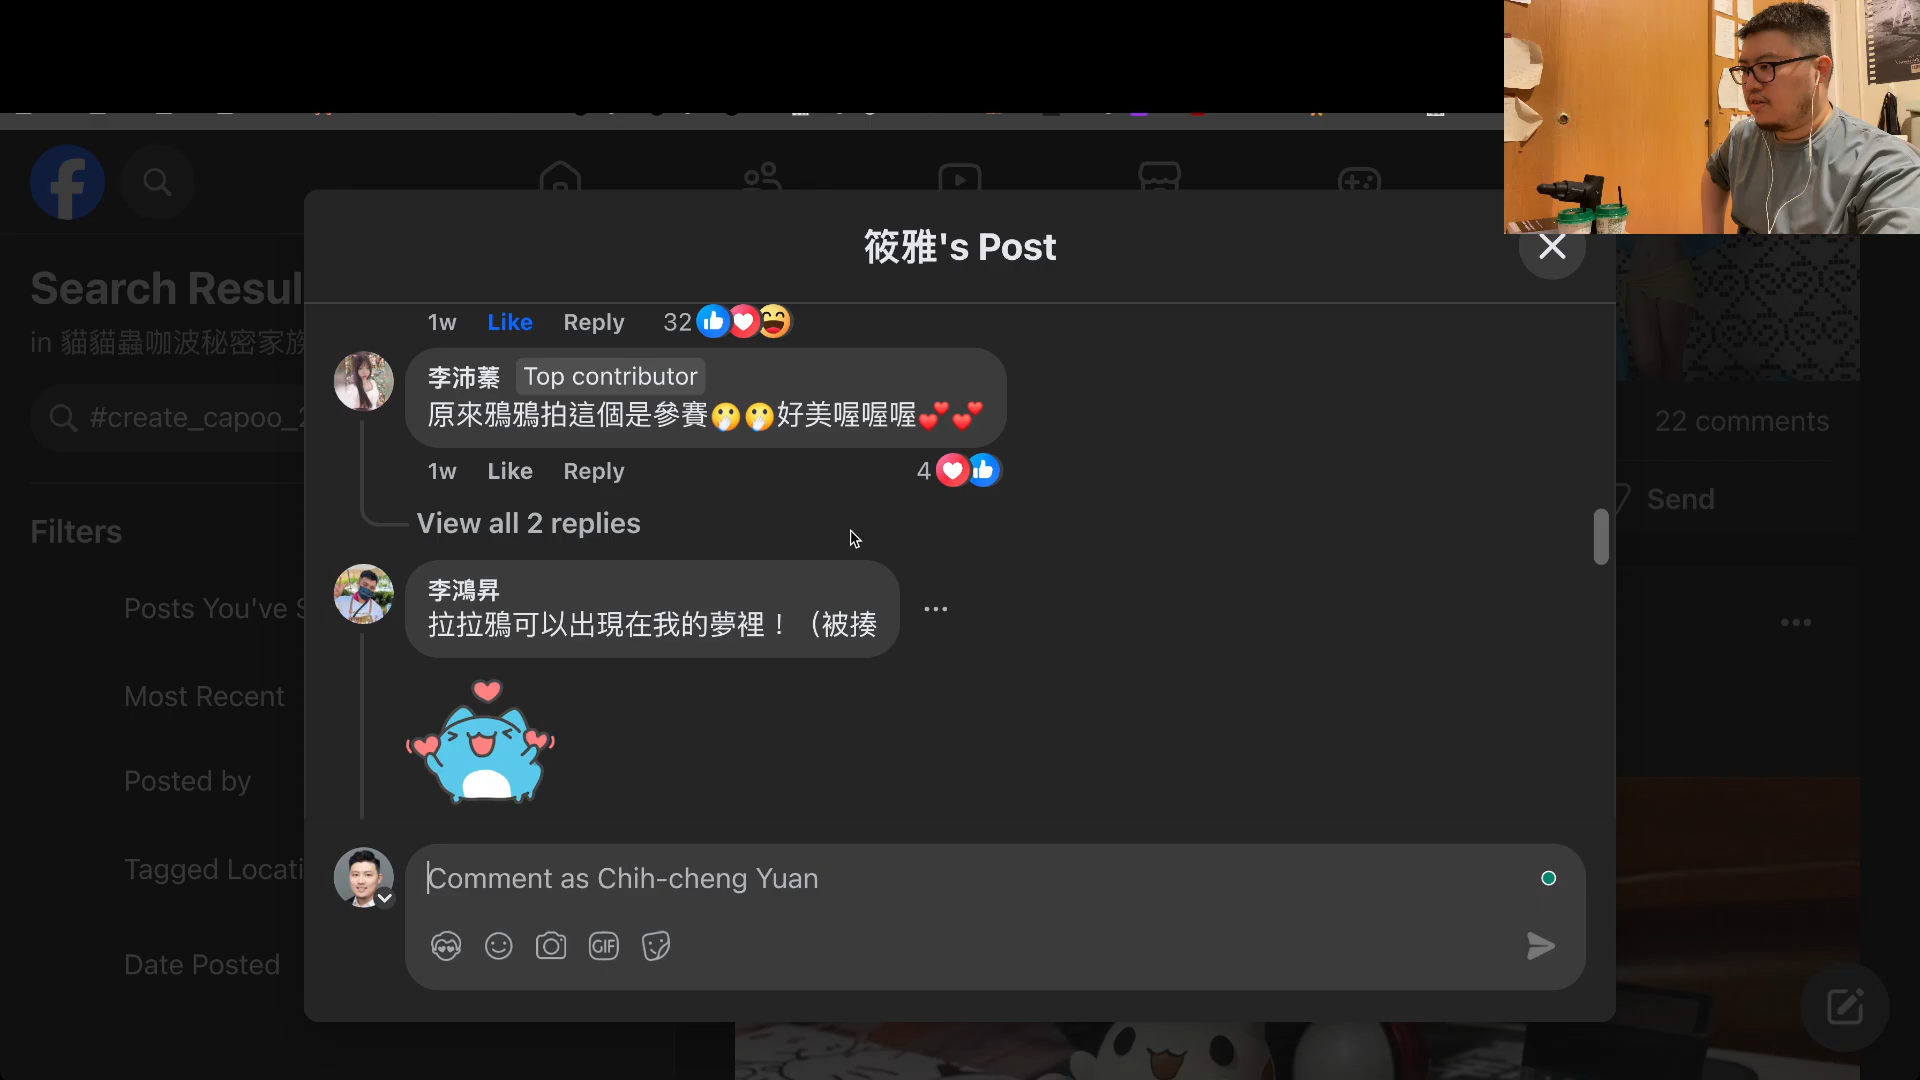 筱雅's Post
Search Resul
in 貓貓蟲咖波秘密家族
#create_capoo_2
Filters
Posts You've S
Most Recent
Posted by
Tagged Locati
Date Posted
1w Like Reply 32
李沛蓁 Top contributor
原來鴉鴉拍這個是參賽🤭🤭好美喔喔喔💕💕
1w Like Reply 4
View all 2 replies
李鴻昇
拉拉鴉可以出現在我的夢裡！（被揍
Comment as Chih-cheng Yuan
GIF
22 comments
Send